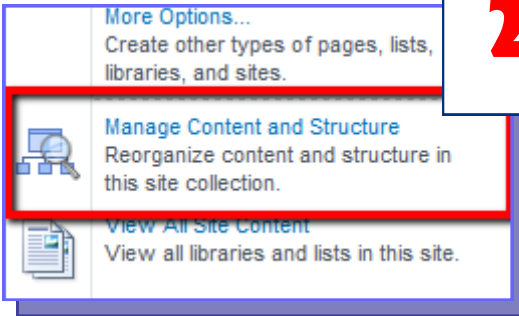 More Options...
Create other types of pages, lists,
libraries, and sites.
2
Manage Content and Structure
Reorganize content and structure in
this site collection.
View All Site Content
View all libraries and lists in this site.